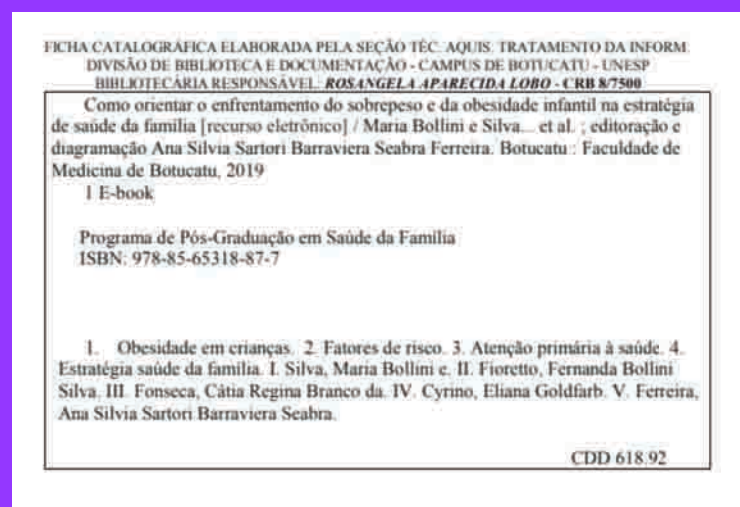 FICHA CATALOGRÁFICA ELABORADA PELA SEÇÃO TÉC. AQUIS. TRATAMENTO DA INFORM.
DIVISÃO DE BIBLIOTECA E DOCUMENTAÇÃO - CAMPUS DE BOTUCATU - UNESP
BIBLIOTECÁRIA RESPONSÁVEL: ROSANGELA APARECIDA LOBO - CRB 8/7500
Como orientar o enfrentamento do sobrepeso e da obesidade infantil na estratégia
de saúde da família [recurso eletrônico] / Maria Bollini e Silva... et al. ; editoração e
diagramação Ana Silvia Sartori Barraviera Seabra Ferreira. Botucatu : Faculdade de
Medicina de Botucatu, 2019
1 E-book
Programa de Pós-Graduação em Saúde da Família
ISBN: 978-85-65318-87-7
1. Obesidade em crianças. 2. Fatores de risco. 3. Atenção primária à saúde. 4.
Estratégia saúde da família. I. Silva, Maria Bollini e. II. Fioretto, Fernanda Bollini
Silva. III. Fonseca, Cátia Regina Branco da. IV. Cyrino, Eliana Goldfarb. V. Ferreira,
Ana Silvia Sartori Barraviera Seabra.
CDD 618.92